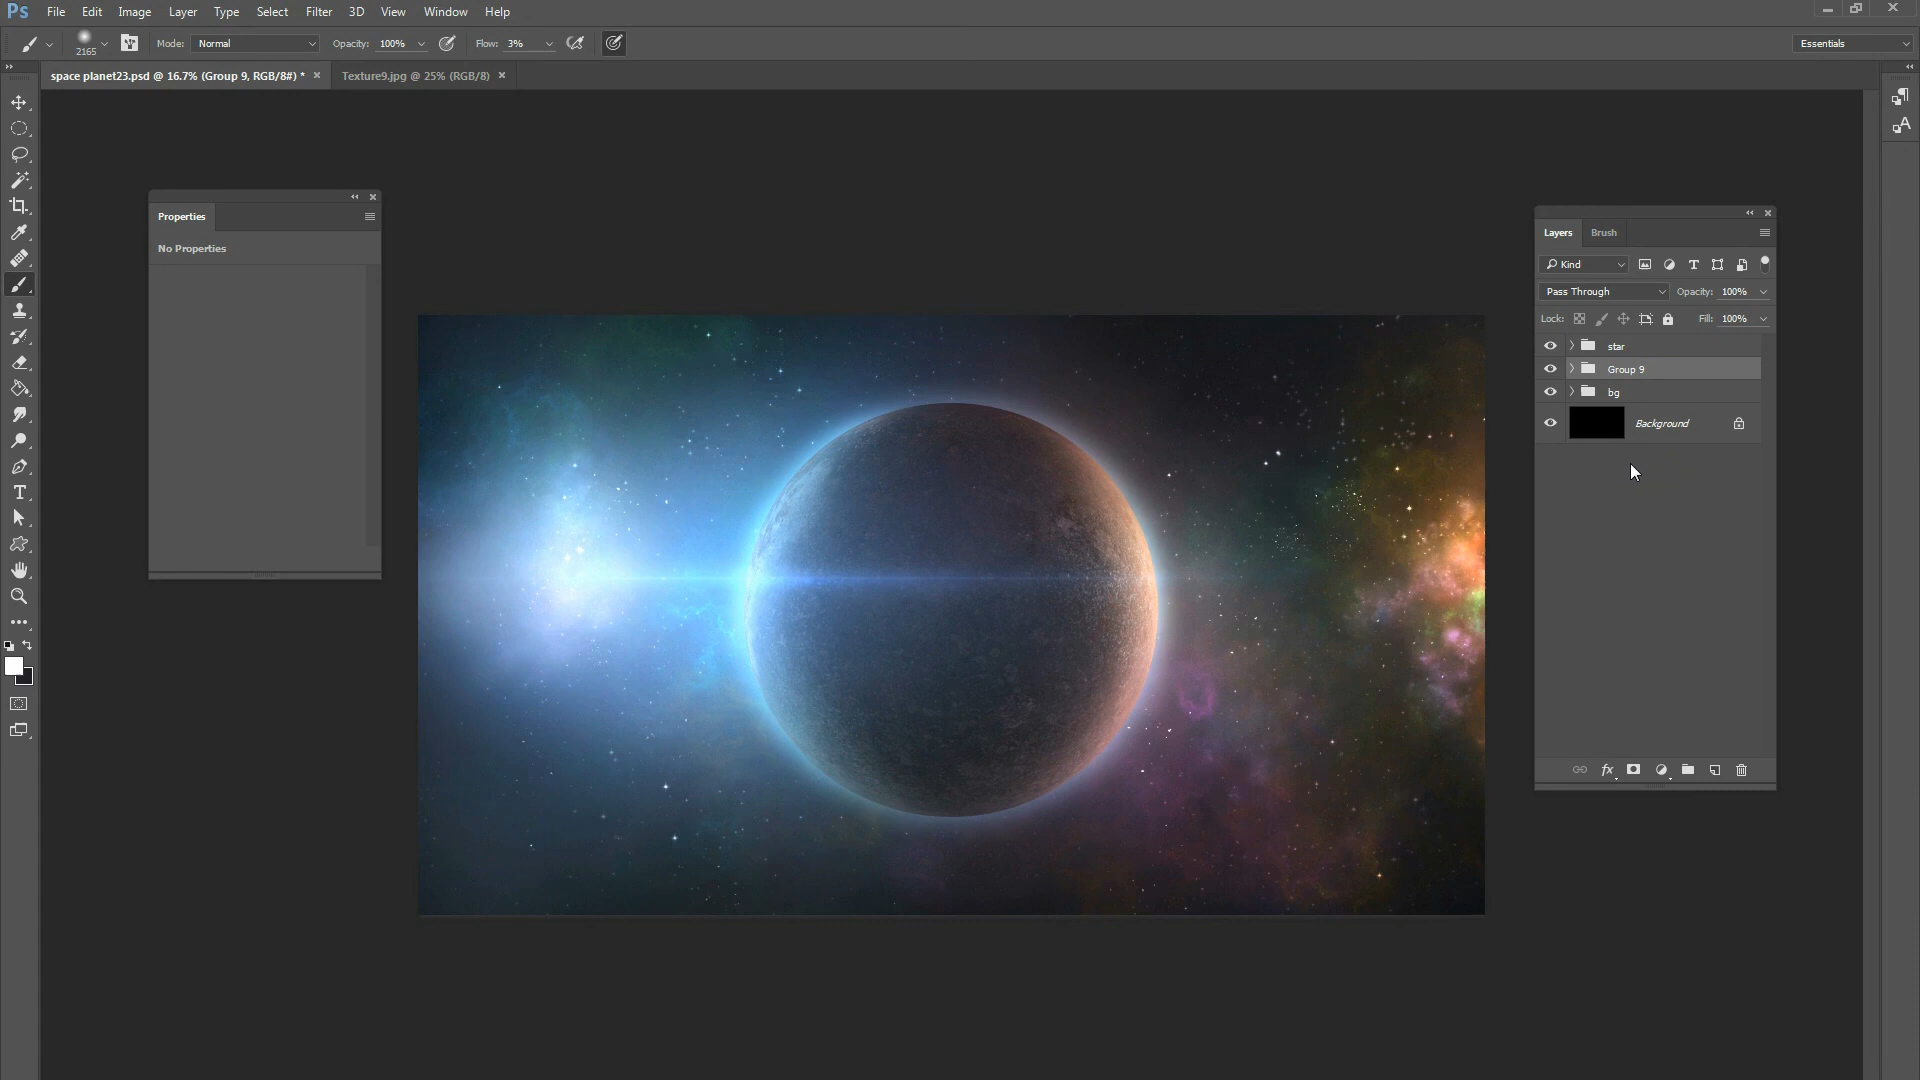 Ps File Edit Image Layer Type Select Filter 3D View Window Help
2165 Mode: Normal Opacity: 100% Flow: 3% Essentials
space planet23.psd @ 16.7% (Group 9, RGB/8#) * Texture9.jpg @ 25% (RGB/8)
Properties
No Properties
Layers Brush
Kind
Pass Through Opacity: 100%
Lock: Fill: 100%
star
Group 9
bg
Background
fx